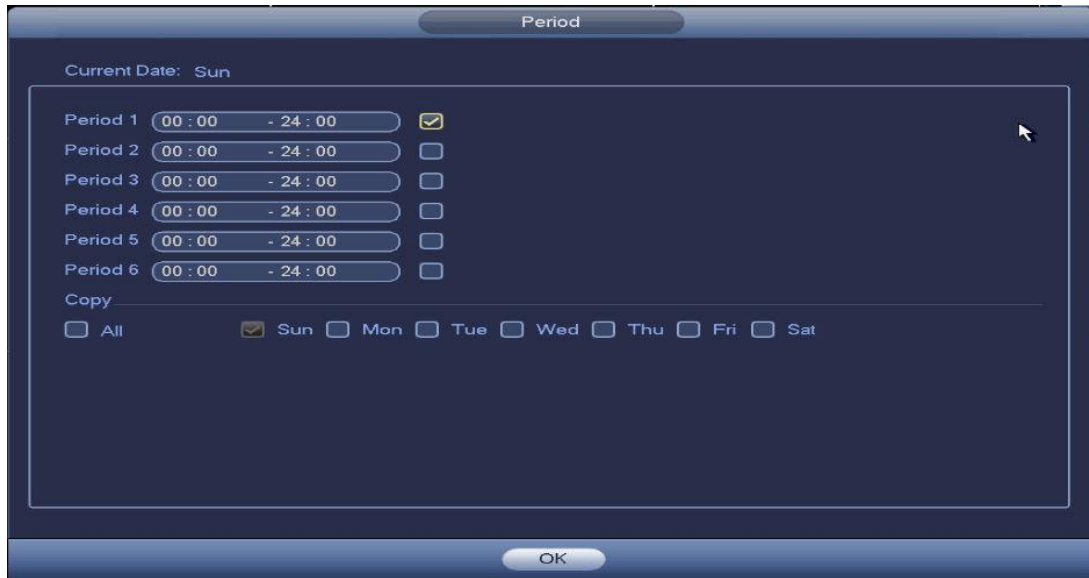 Period
Current Date: Sun
Period 1 00 : 00 - 24 : 00
Period 2 00 : 00 - 24 : 00
Period 3 00 : 00 - 24 : 00
Period 4 00 : 00 - 24 : 00
Period 5 00 : 00 - 24 : 00
Period 6 00 : 00 - 24 : 00
Copy
All Sun Mon Tue Wed Thu Fri Sat
OK